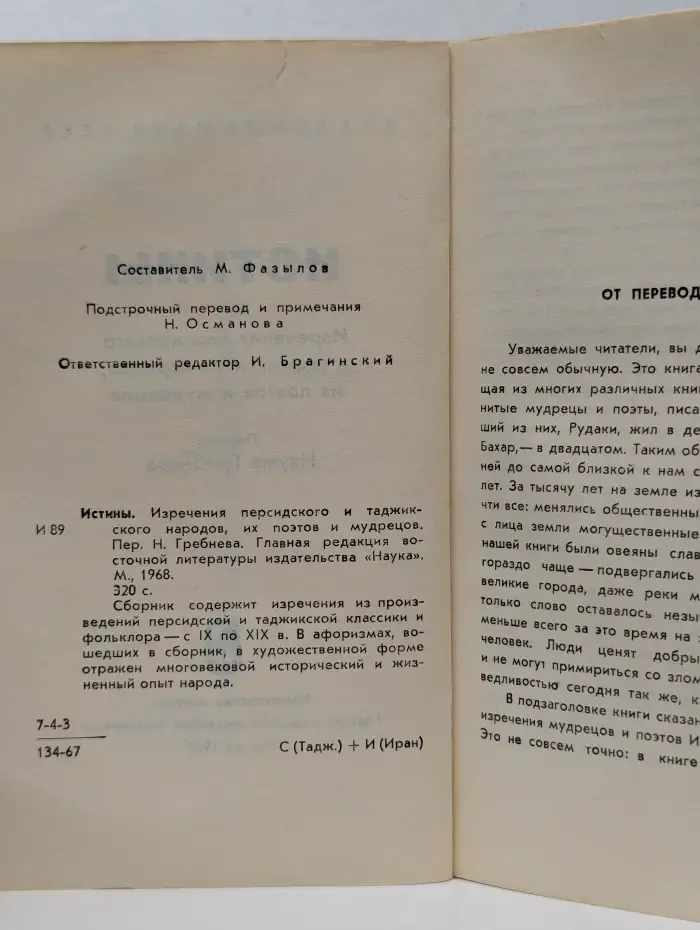 Составитель М. Фазылов
Подстрочный перевод и примечания
Н. Османова
Ответственный редактор И. Брагинский
Истины. Изречения персидского и таджик-
И 89 ского народов, их поэтов и мудрецов.
Пер. Н. Гребнева. Главная редакция во-
сточной литературы издательства «Наука».
М., 1968.
320 с.
Сборник содержит изречения из произ-
ведений персидской и таджикской классики и
фольклора — с IX по XIX в. В афоризмах, во-
шедших в сборник, в художественной форме
отражен многовековой исторический и жиз-
ненный опыт народа.
7-4-3
134-67
С (Тадж.) + И (Иран)
ОТ ПЕРЕВОД
Уважаемые читатели, вы д
не совсем обычную. Это книга
щая из многих различных книг
нитые мудрецы и поэты, писа
ший из них, Рудаки, жил в де
Бахар,— в двадцатом. Таким об
ней до самой близкой к нам с
лет. За тысячу лет на земле из
чти все: менялись общественны
с лица земли могущественные
нашей книги были овеяны слав
гораздо чаще — подвергались
великие города, даже реки м
только слово оставалось незы
меньше всего за это время на з
человек. Люди ценят добры
и не могут примириться со злом
ведливостью сегодня так же, ка
В подзаголовке книги сказан
изречения мудрецов и поэтов И
Это не совсем точно: в книге